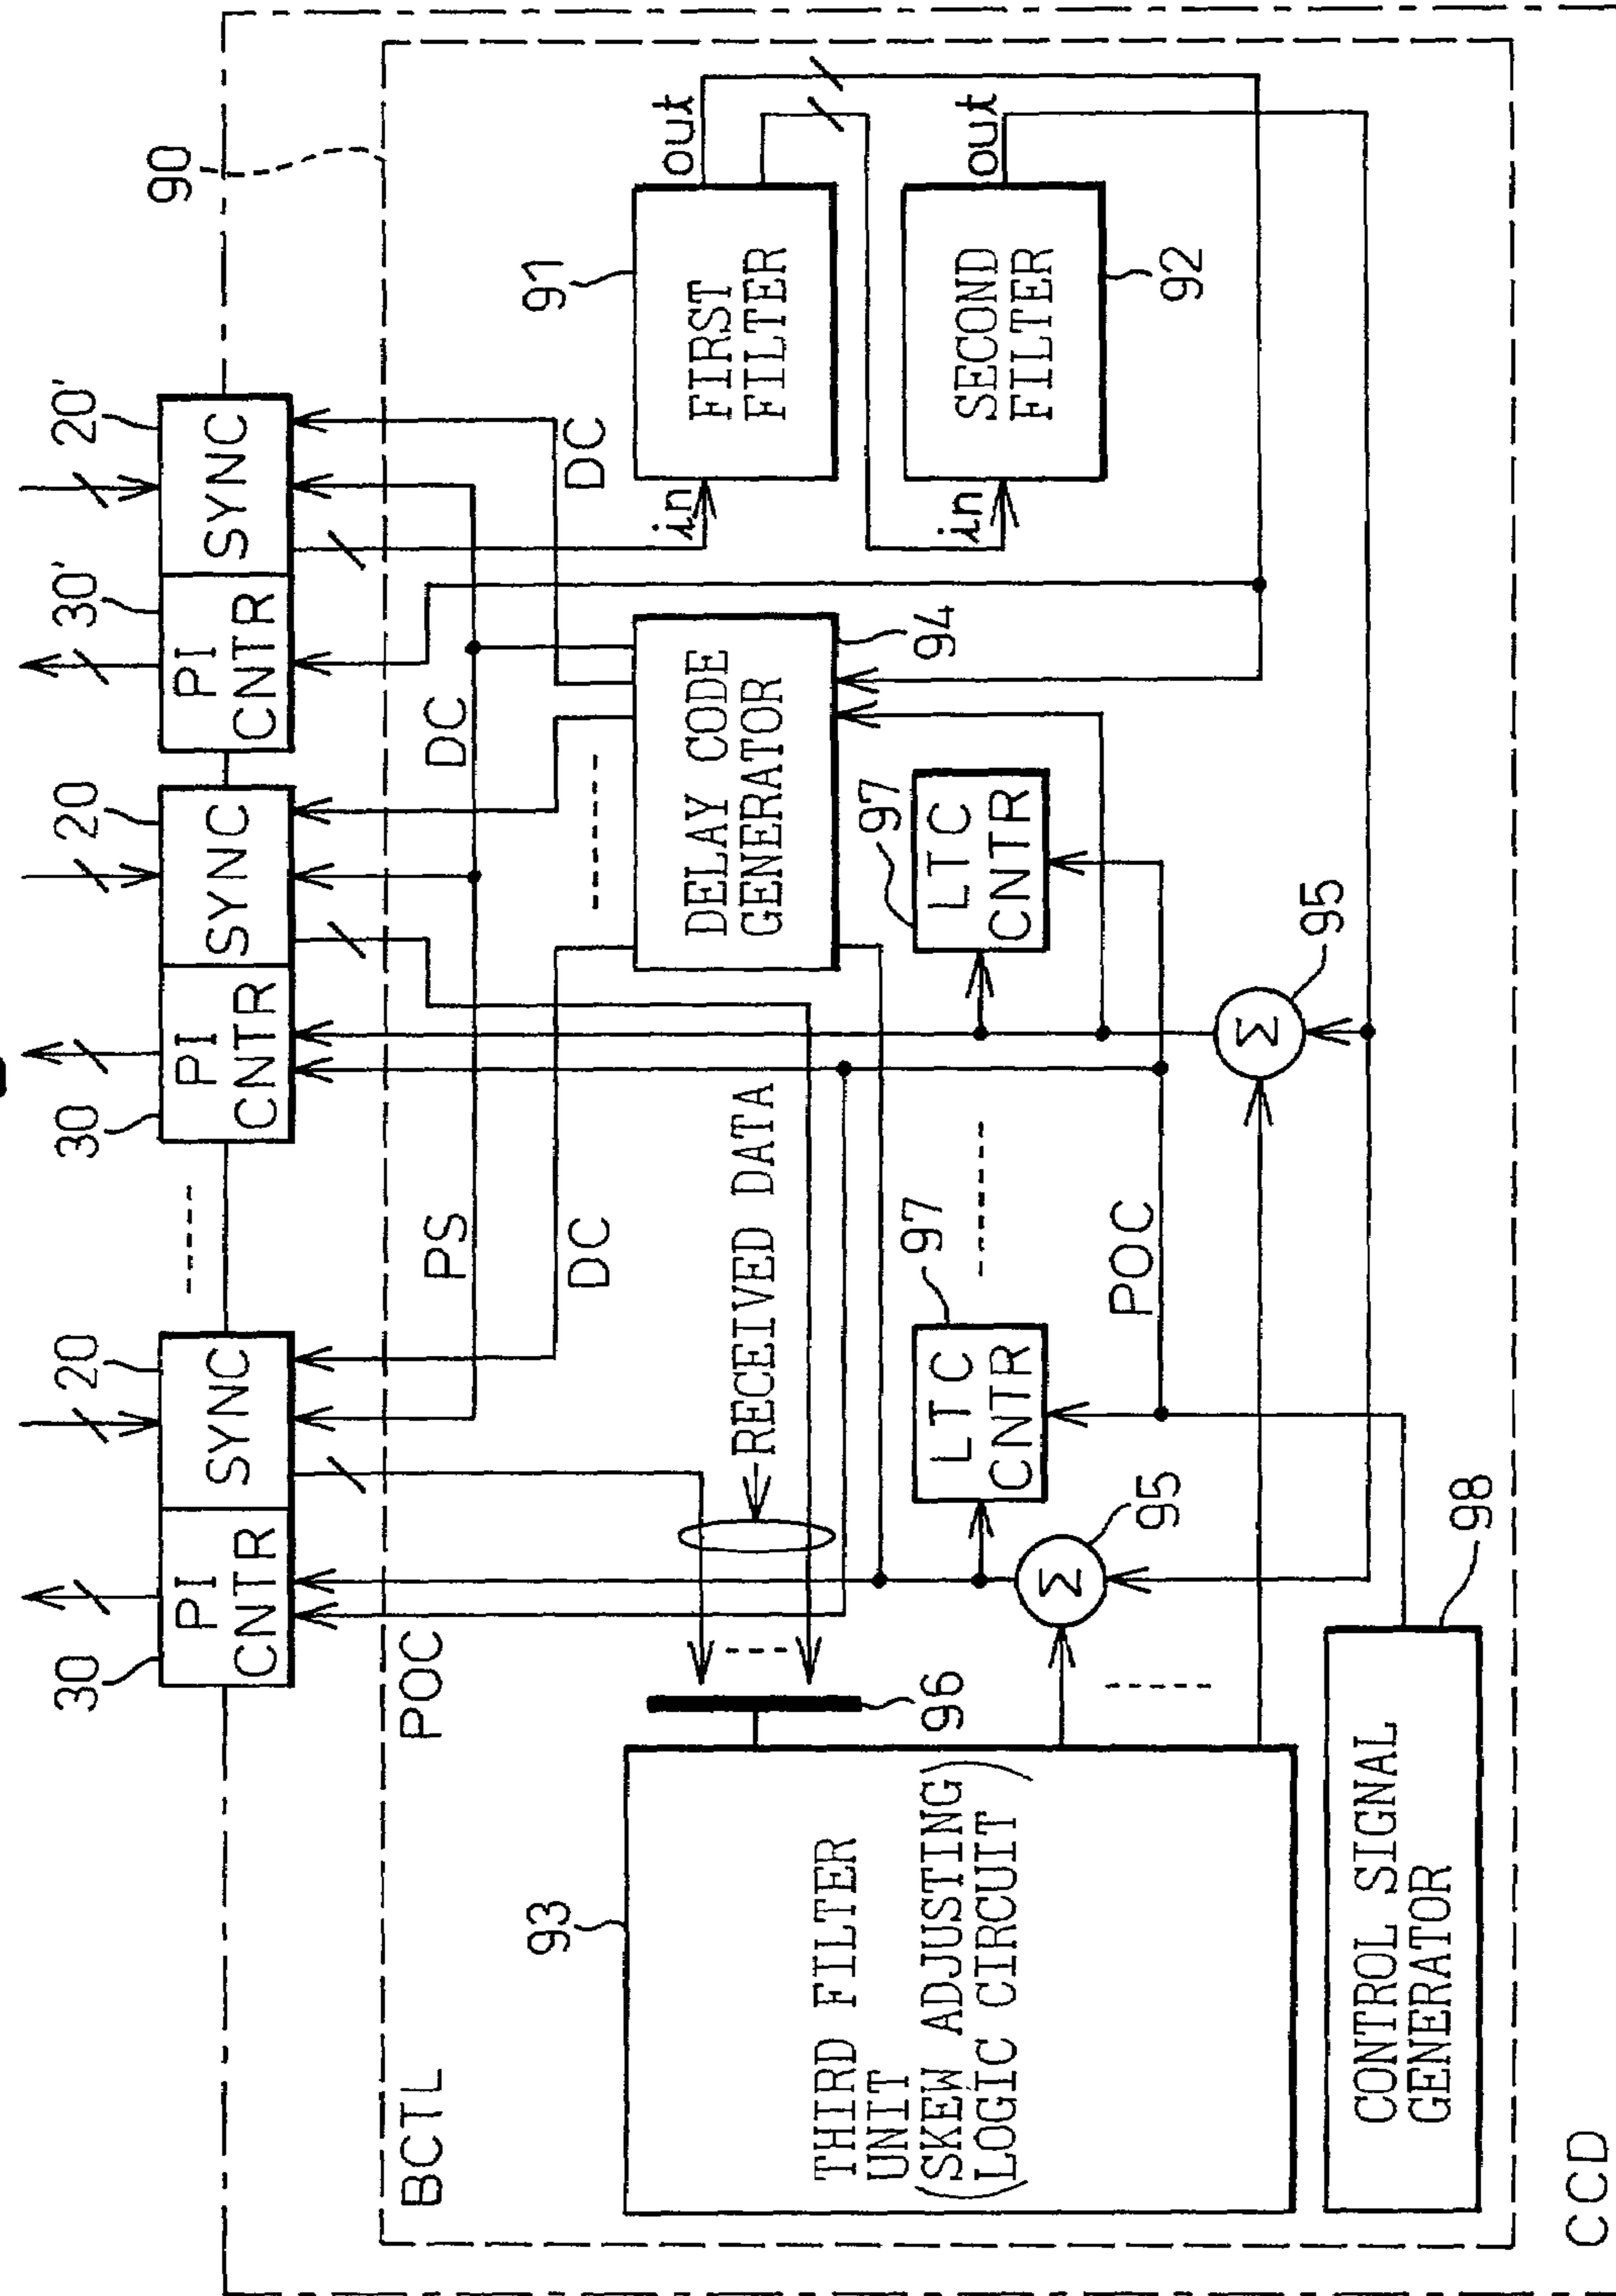 90
30
PI
CNTR
20
SYNC
30
PI
CNTR
20
SYNC
30'
PI
CNTR
20'
SYNC
BCTL
POC
PS
DC
DC
DC
93
THIRD FILTER
UNIT
(SKEW ADJUSTING)
(LOGIC CIRCUIT)
96
RECEIVED DATA
94
DELAY CODE
GENERATOR
91
FIRST
FILTER
in
out
92
SECOND
FILTER
in
out
97
LTC
CNTR
97
LTC
CNTR
POC
95
Σ
95
Σ
98
CONTROL SIGNAL
GENERATOR
CCD